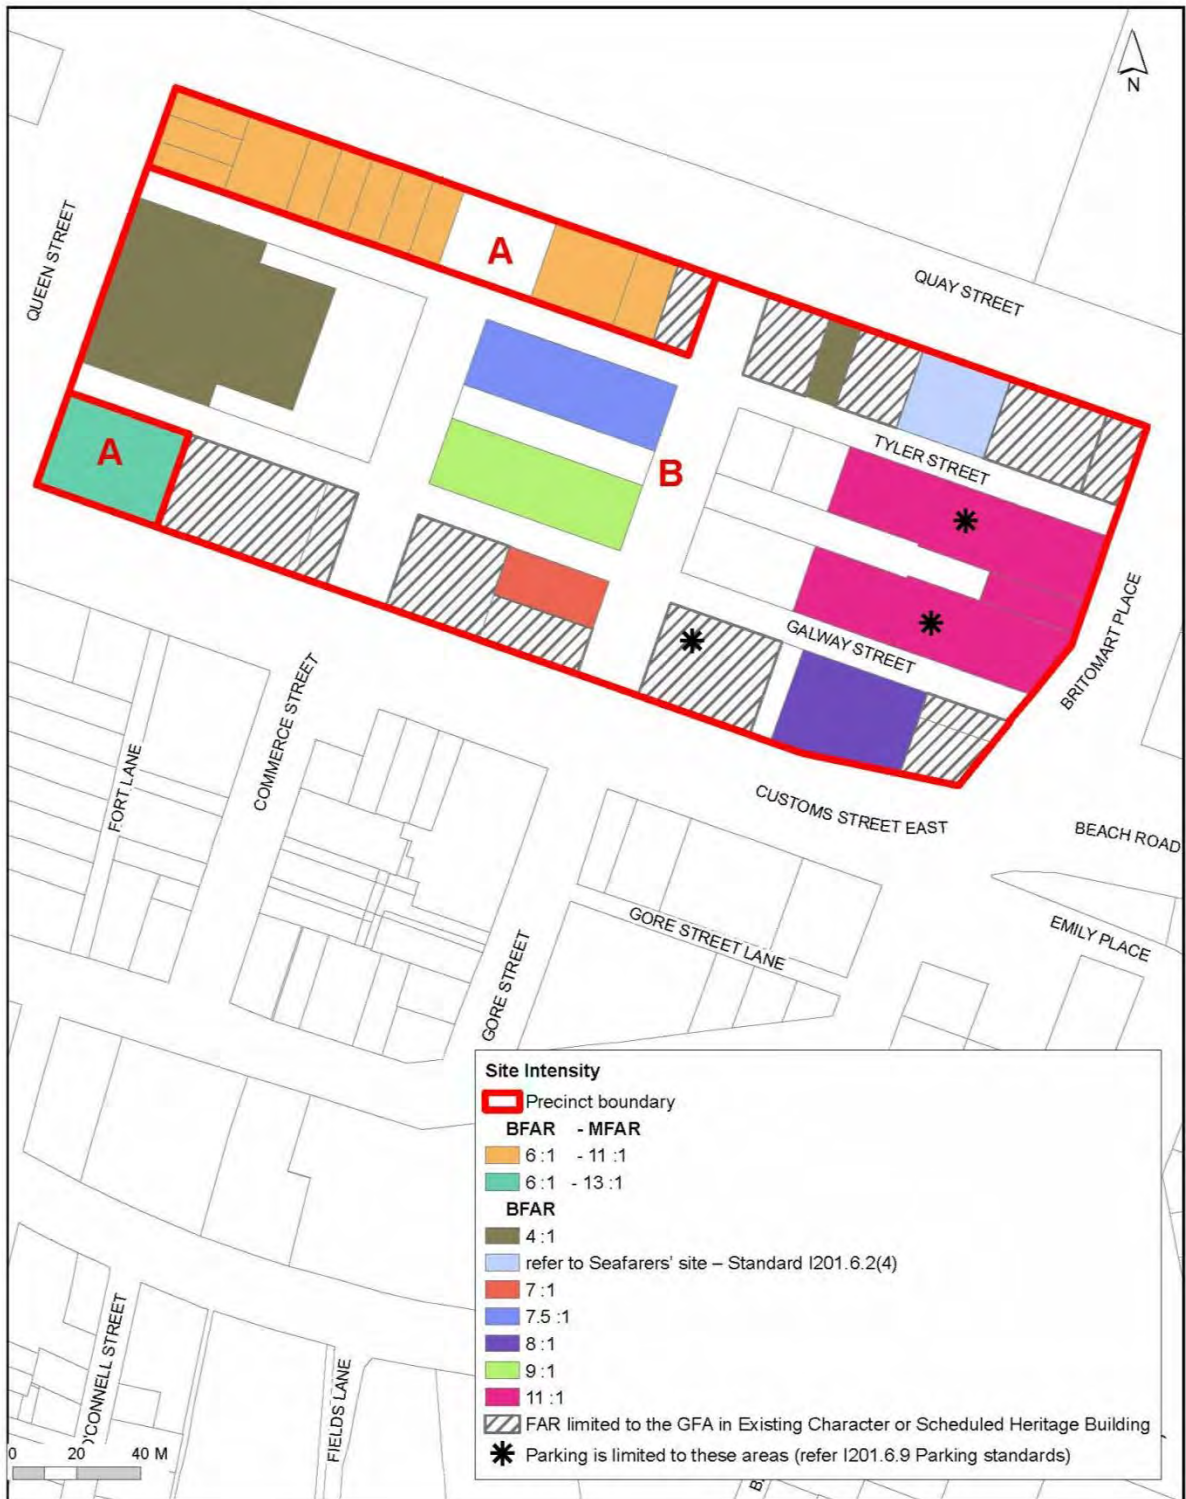 N
QUEEN STREET
A
QUAY STREET
A
B
TYLER STREET
GALWAY STREET
BRITOMART PLACE
COMMERCE STREET
FORT LANE
CUSTOMS STREET EAST
BEACH ROAD
GORE STREET LANE
EMILY PLACE
GORE STREET
Site Intensity
Precinct boundary
BFAR - MFAR
6 :1 - 11 :1
6 :1 - 13 :1
BFAR
4 :1
refer to Seafarers' site – Standard I201.6.2(4)
7 :1
7.5 :1
8 :1
9 :1
11 :1
FAR limited to the GFA in Existing Character or Scheduled Heritage Building
Parking is limited to these areas (refer I201.6.9 Parking standards)
O'CONNELL STREET
FIELDS LANE
0 20 40 M